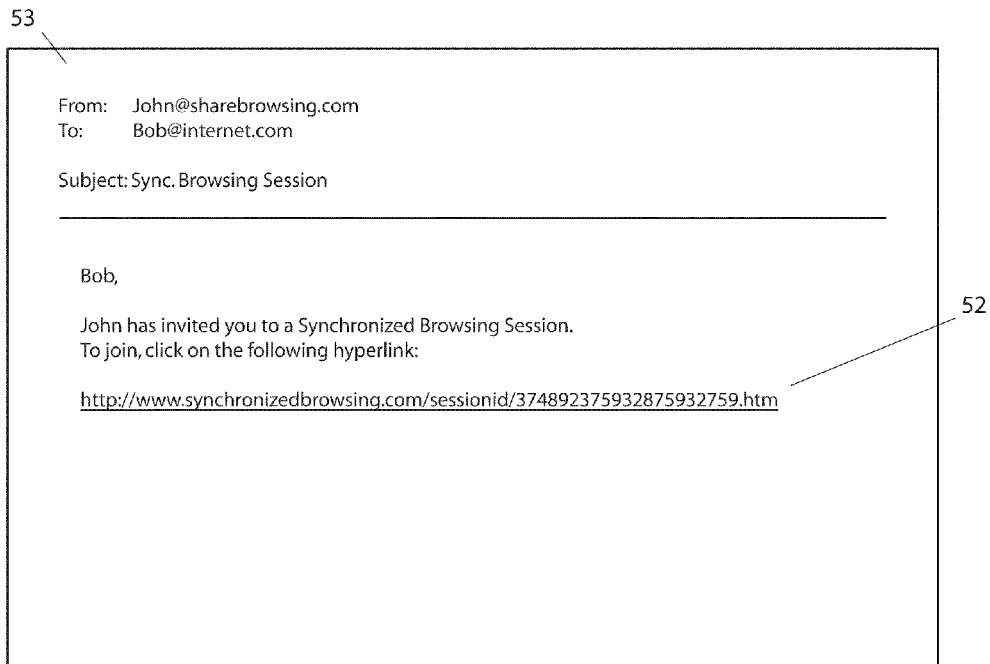 53
From: John@sharebrowsing.com
To: Bob@internet.com
Subject: Sync. Browsing Session
Bob,
John has invited you to a Synchronized Browsing Session.
To join, click on the following hyperlink:
52
http://www.synchronizedbrowsing.com/sessionid/374892375932875932759.htm